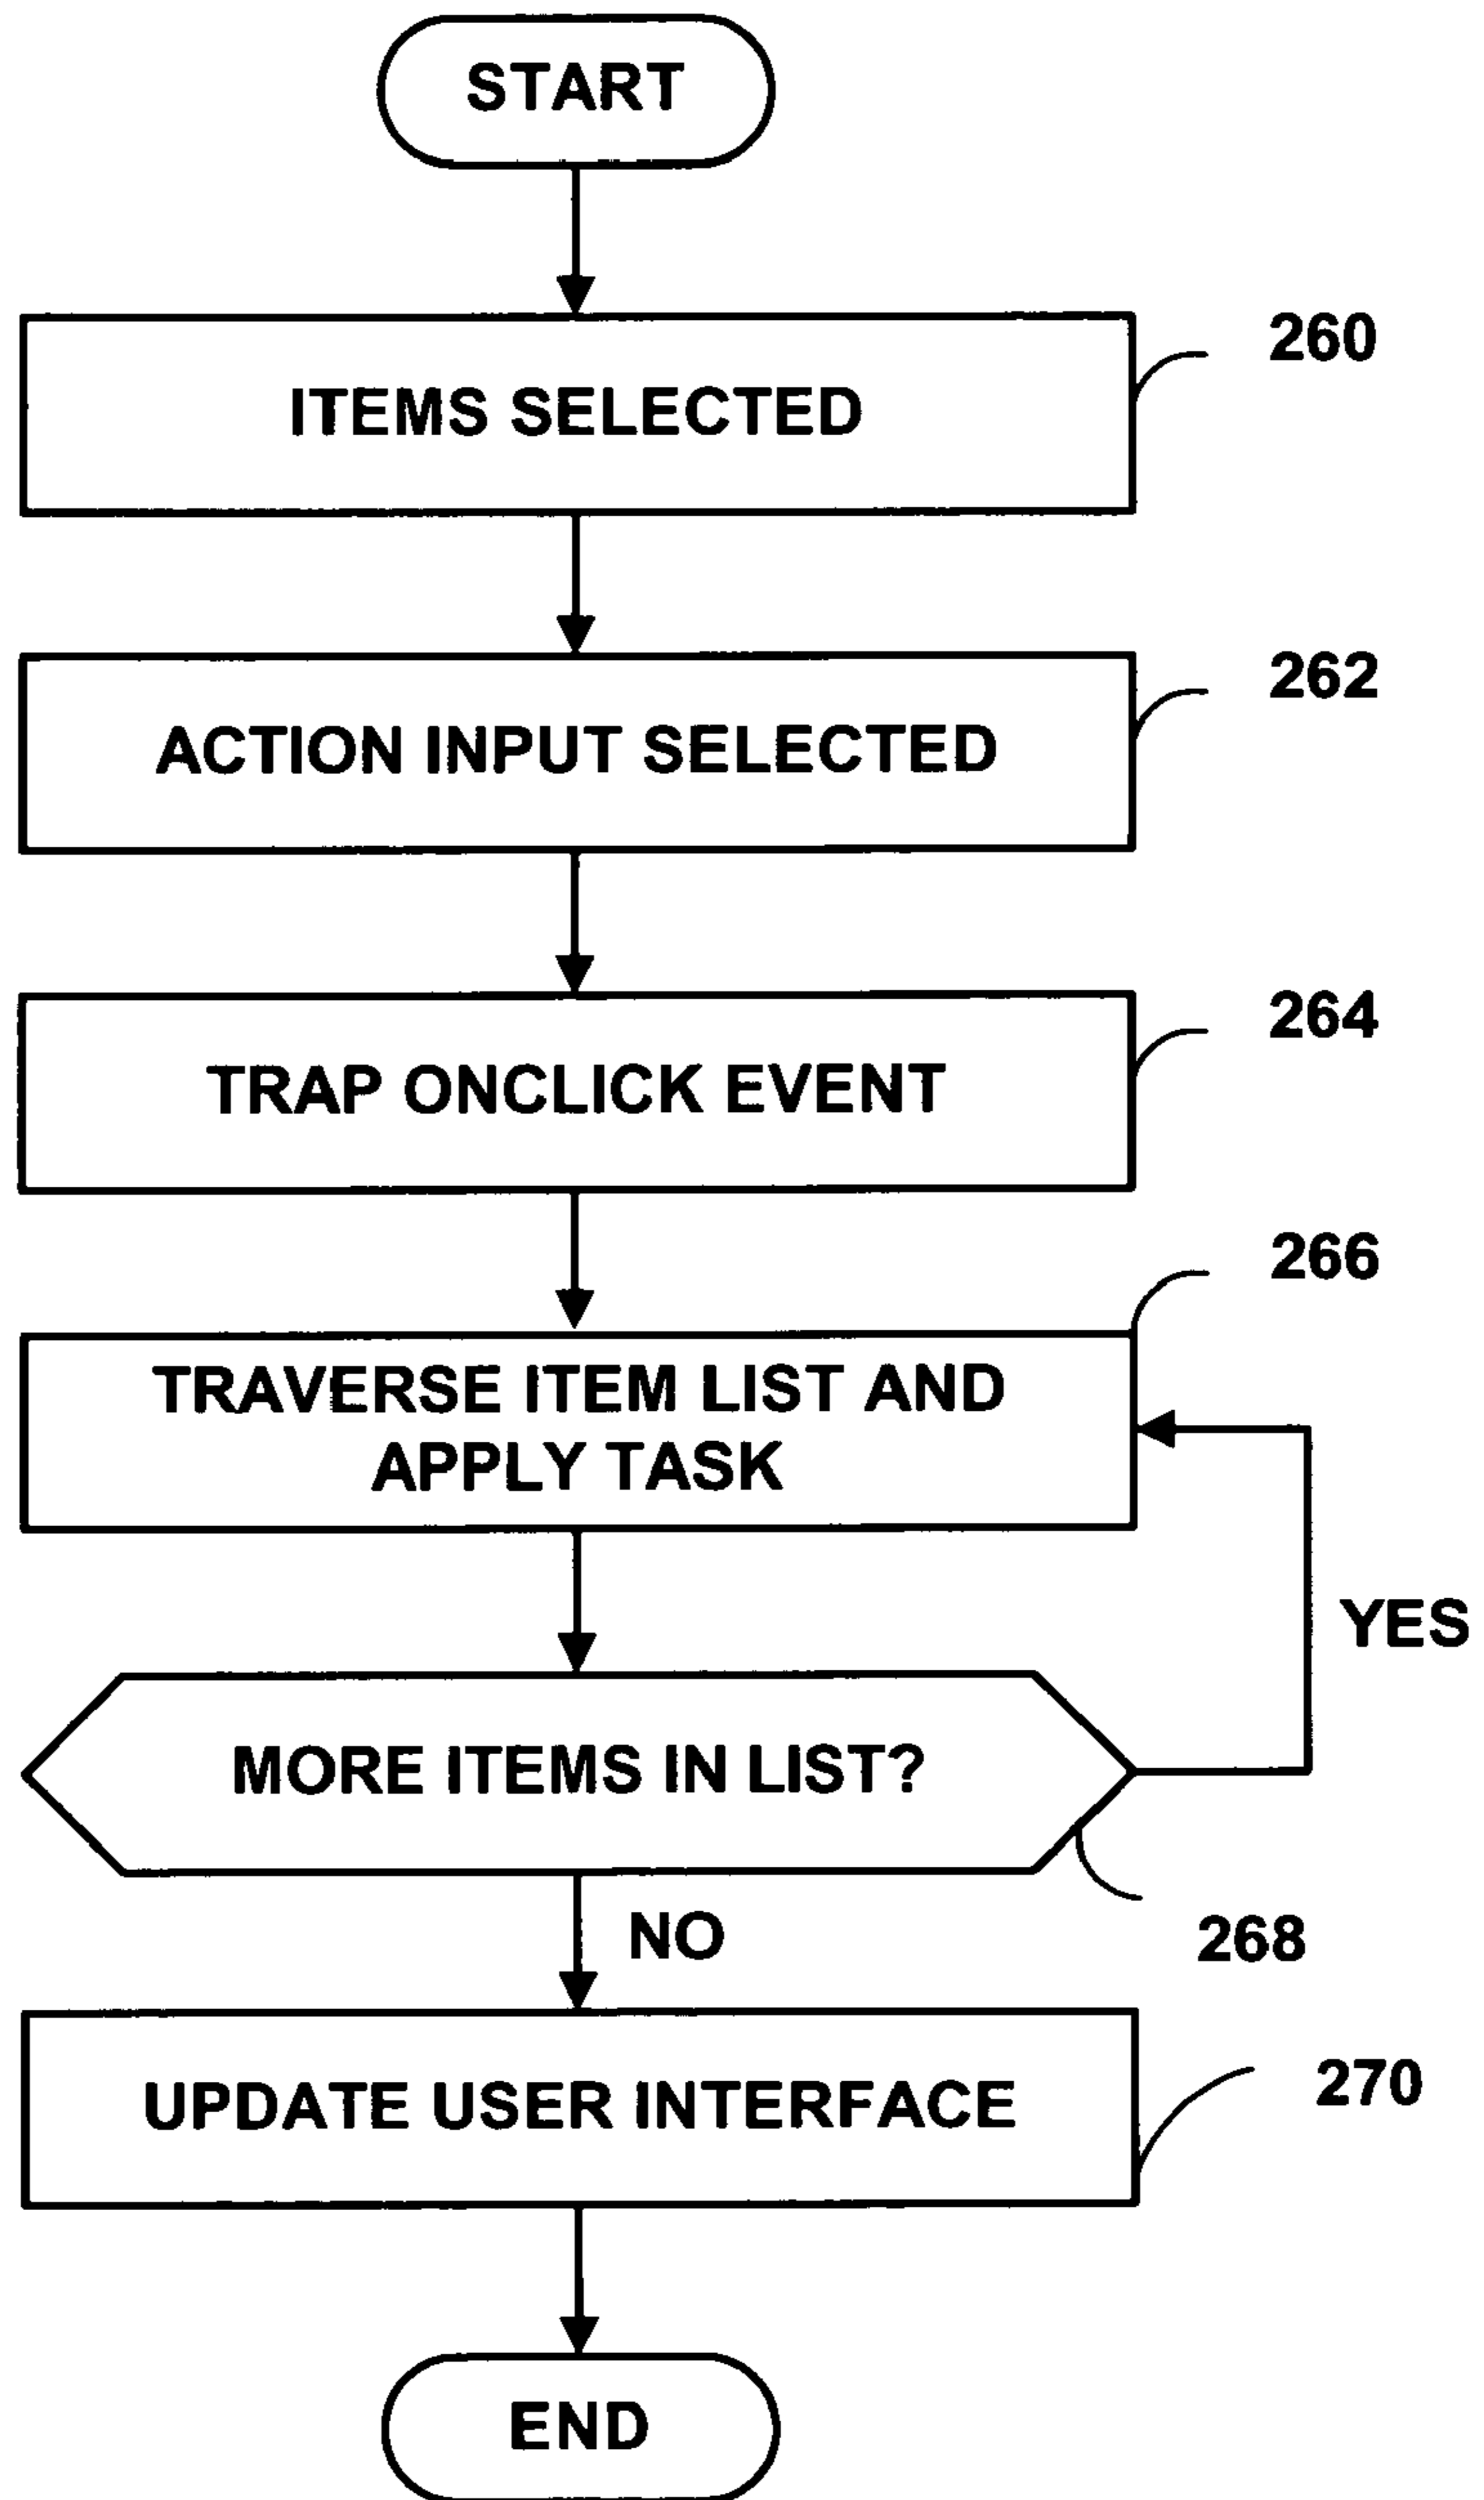 START
260
ITEMS SELECTED
262
ACTION INPUT SELECTED
264
TRAP ONCLICK EVENT
266
TRAVERSE ITEM LIST AND
APPLY TASK
YES
MORE ITEMS IN LIST?
NO
268
270
UPDATE USER INTERFACE
END